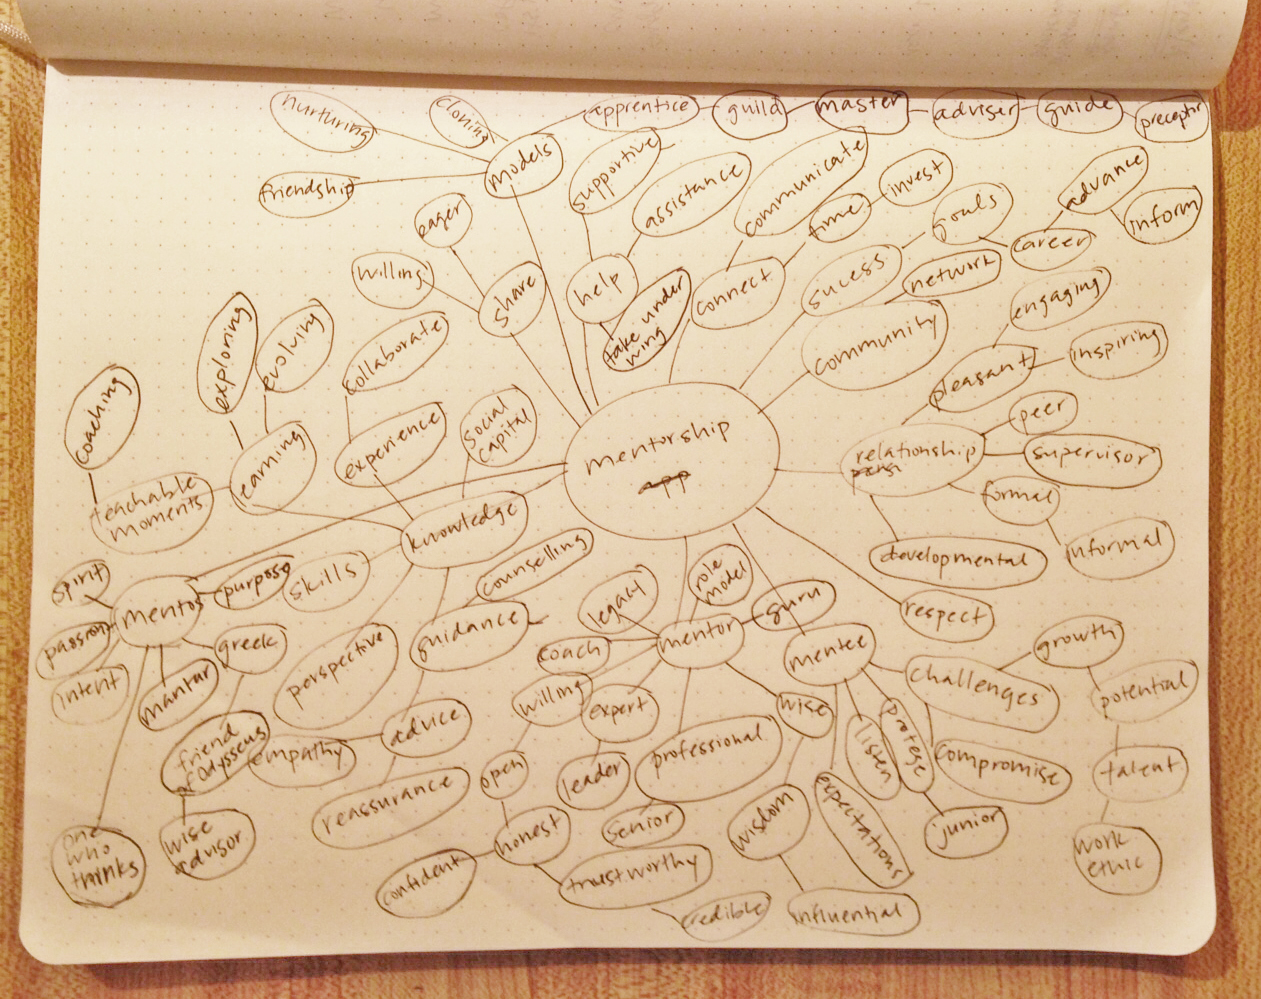 nurturing
cloning
models
friendship
apprentice
guild
master
adviser
guide
preceptor
supportive
assistance
help
take under
wing
communicate
time
invest
connect
eager
willing
share
sucess
goals
career
advance
inform
network
community
engaging
pleasant
inspiring
relationship
peer
supervisor
formal
informal
developmental
respect
mentorship
app
exploring
evolving
learning
coaching
teachable
moments
collaborate
experience
social
capital
knowledge
skills
perspective
counselling
guidance
advice
empathy
reassurance
mentos
spirit
purpose
passion
intent
mantar
greek
friend
of Odysseus
wise
advisor
one
who
thinks
mentor
legacy
role
model
guru
coach
willing
open
honest
confident
trustworthy
credible
expert
leader
professional
senior
wise
wisdom
influential
mentee
expectations
listen
protege
junior
challenges
compromise
growth
potential
talent
work
ethic